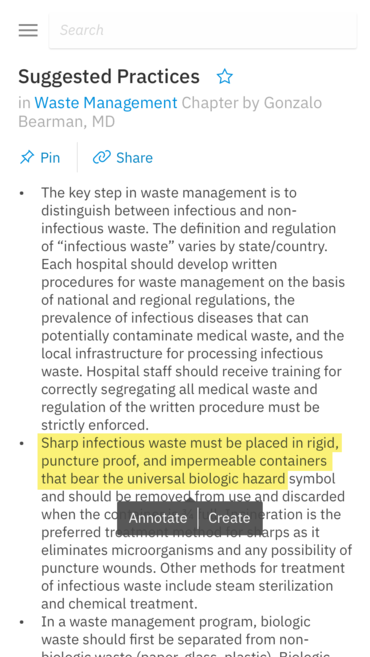 Search
Suggested Practices
in Waste Management Chapter by Gonzalo
Bearman, MD
Pin
Share
• The key step in waste management is to
distinguish between infectious and non-
infectious waste. The definition and regulation
of “infectious waste” varies by state/country.
Each hospital should develop written
procedures for waste management on the basis
of national and regional regulations, the
prevalence of infectious diseases that can
potentially contaminate medical waste, and the
local infrastructure for processing infectious
waste. Hospital staff should receive training for
correctly segregating all medical waste and
regulation of the written procedure must be
strictly enforced.
• Sharp infectious waste must be placed in rigid,
puncture proof, and impermeable containers
that bear the universal biologic hazard symbol
and should be removed from use and discarded
when the
Annotate
Create
is the
preferred treatment method for sharps as it
eliminates microorganisms and any possibility of
puncture wounds. Other methods for treatment
of infectious waste include steam sterilization
and chemical treatment.
• In a waste management program, biologic
waste should first be separated from non-
biologic waste (paper, glass, plastic). Biologic